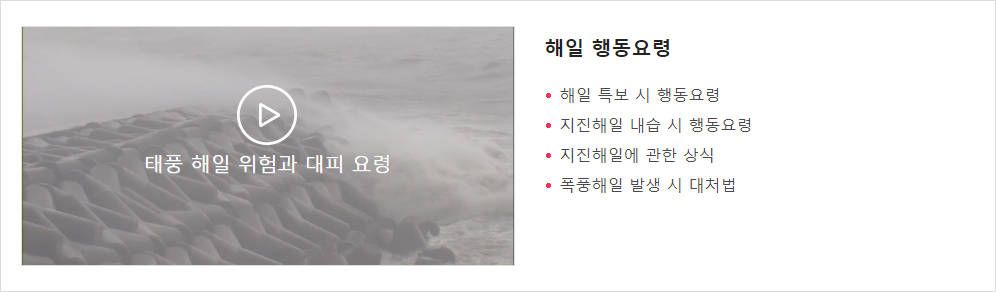 태풍 해일 위험과 대피 요령
해일 행동요령
해일 특보 시 행동요령
지진해일 내습 시 행동요령
지진해일에 관한 상식
폭풍해일 발생 시 대처법